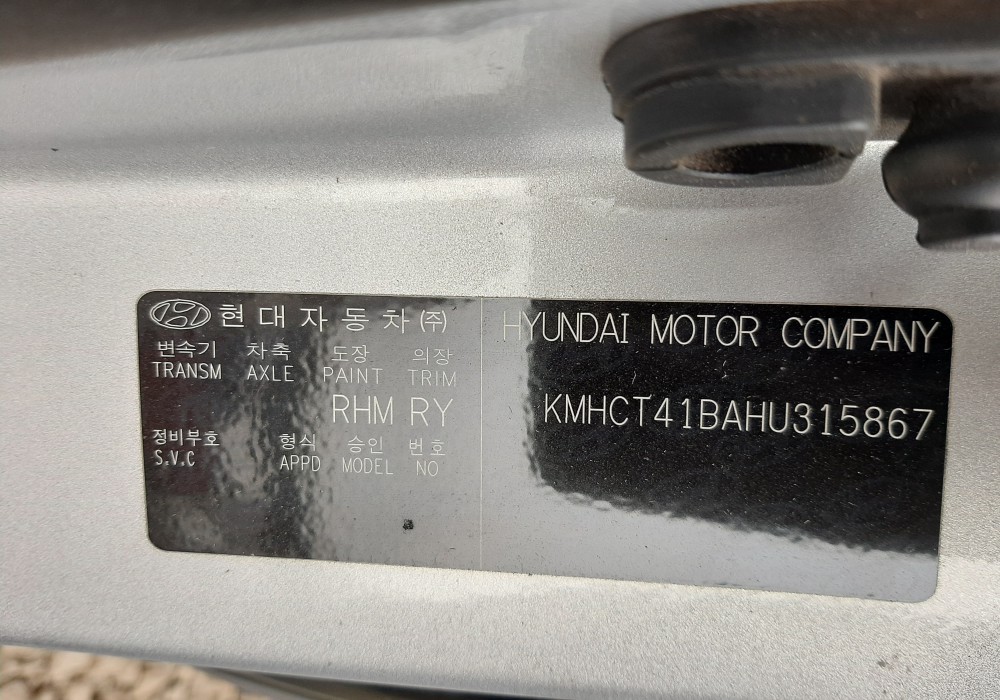 현대자동차(주) HYUNDAI MOTOR COMPANY
변속기 차축 도장 의장
TRANSM AXLE PAINT TRIM
RHM RY KMHCT41BAHU315867
정비부호 형식 승인 번호
S.V.C APPD MODEL NO